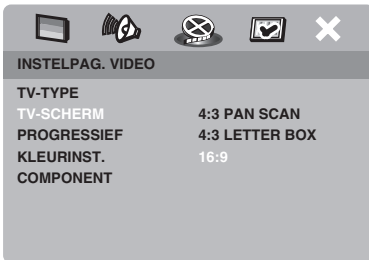 INSTELPAG. VIDEO
TV-TYPE
TV-SCHERM 4:3 PAN SCAN
PROGRESSIEF 4:3 LETTER BOX
KLEURINST. 16:9
COMPONENT